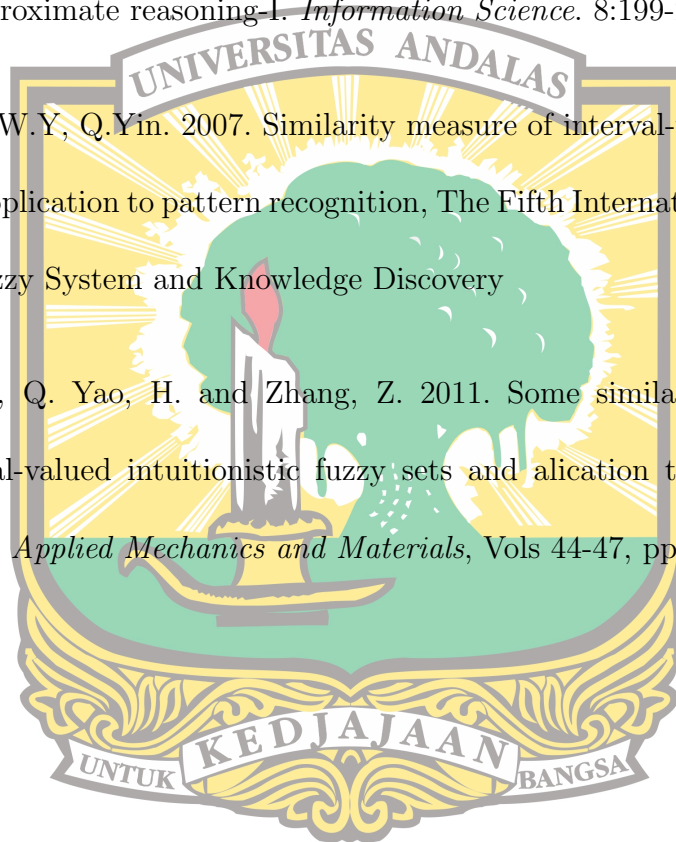 roximate reasoning-I. Information Science. 8:199-
UNIVERSITAS ANDALAS
W.Y, Q.Yin. 2007. Similarity measure of interval-
plication to pattern recognition, The Fifth Internat
zzy System and Knowledge Discovery
, Q. Yao, H. and Zhang, Z. 2011. Some simila
al-valued intuitionistic fuzzy sets and alication t
Applied Mechanics and Materials, Vols 44-47, pp
UNTUK KEDJAJAAN BANGSA